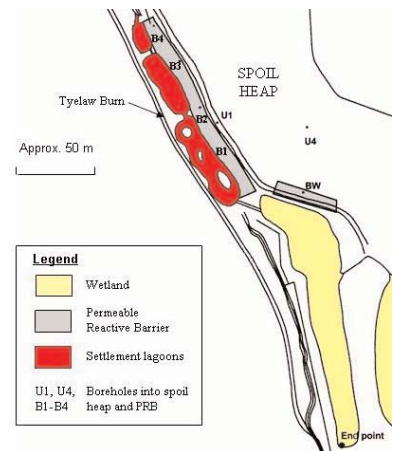 B4
B3
SPOIL
HEAP
Tyelaw Burn
B2
U1
U4
Approx. 50 m
B1
BW
Legend
Wetland
Permeable
Reactive Barrier
Settlement lagoons
U1, U4,
B1-B4
Boreholes into spoil
heap and PRB
End point